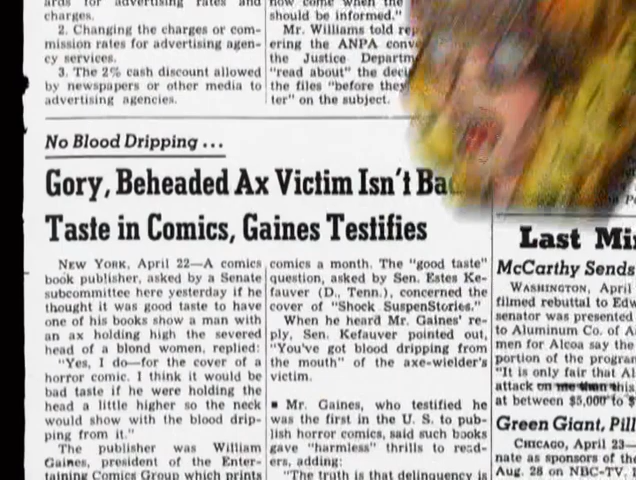 ards for advertising rates and
charges.
2. Changing the charges or com-
mission rates for advertising agen-
cy services.
3. The 2% cash discount allowed
by newspapers or other media to
advertising agencies.
now come when the
should be informed."
Mr. Williams told
ering the ANPA
the Justice
"read about" the
the files "before they
ter" on the subject.
No Blood Dripping ...
Gory, Beheaded Ax Victim Isn't Ba
Taste in Comics, Gaines Testifies
NEW YORK, April 22—A comics
book publisher, asked by a Senate
subcommittee here yesterday if he
thought it was good taste to have
one of his books show a man with
an ax holding high the severed
head of a blond women, replied:
"Yes, I do—for the cover of a
horror comic. I think it would be
bad taste if he were holding the
head a little higher so the neck
would show with the blood drip-
ping from it."
The publisher was William
Gaines, president of the Enter-
taining Comics Group which prints
comics a month. The "good taste"
question, asked by Sen. Estes Ke-
fauver (D., Tenn.), concerned the
cover of "Shock SuspenStories."
When he heard Mr. Gaines' re-
ply, Sen. Kefauver pointed out,
"You've got blood dripping from
the mouth" of the axe-wielder's
victim.
■ Mr. Gaines, who testified he
was the first in the U. S. to pub-
lish horror comics, said such books
gave "harmless" thrills to read-
ers, adding:
"The truth is that delinquency is
Last Mi
McCarthy Sends
WASHINGTON, April
filmed rebuttal to Edw
senator was presented
to Aluminum Co. of A
men for Alcoa say the
portion of the program
"It is only fair that Al
attack on me than this
at between $5,000 to $
Green Giant, Pill
CHICAGO, April 23—
nate as sponsors of the
Aug. 28 on NBC-TV.